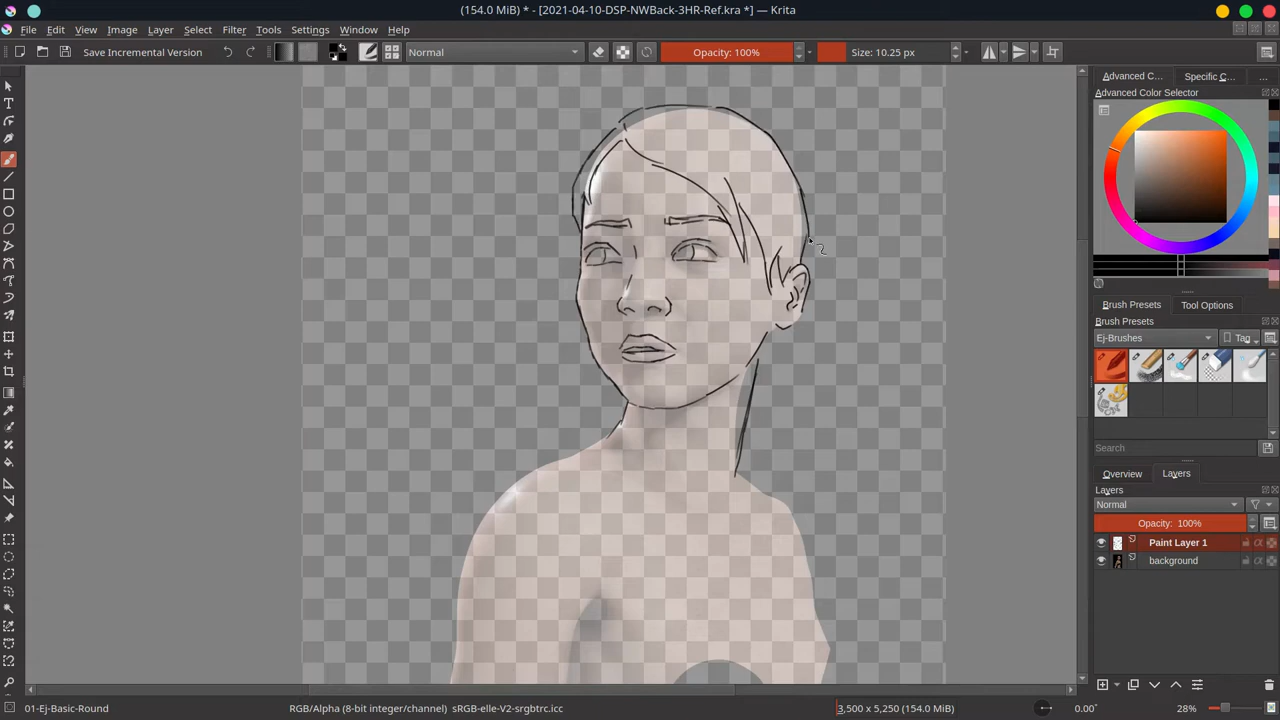 (154.0 MiB) * - [2021-04-10-DSP-NWBack-3HR-Ref.kra *] — Krita
File Edit View Image Layer Select Filter Tools Settings Window Help
Save Incremental Version Normal Opacity: 100% Size: 10.25 px
Advanced C... Specific C... ...
Advanced Color Selector
Brush Presets Tool Options
Brush Presets
Ej-Brushes Tag
Search
Overview Layers
Layers
Normal
Opacity: 100%
Paint Layer 1
background
01-Ej-Basic-Round RGB/Alpha (8-bit integer/channel) sRGB-elle-V2-srgbtrc.icc 3,500 x 5,250 (154.0 MiB) 0.00° 28%